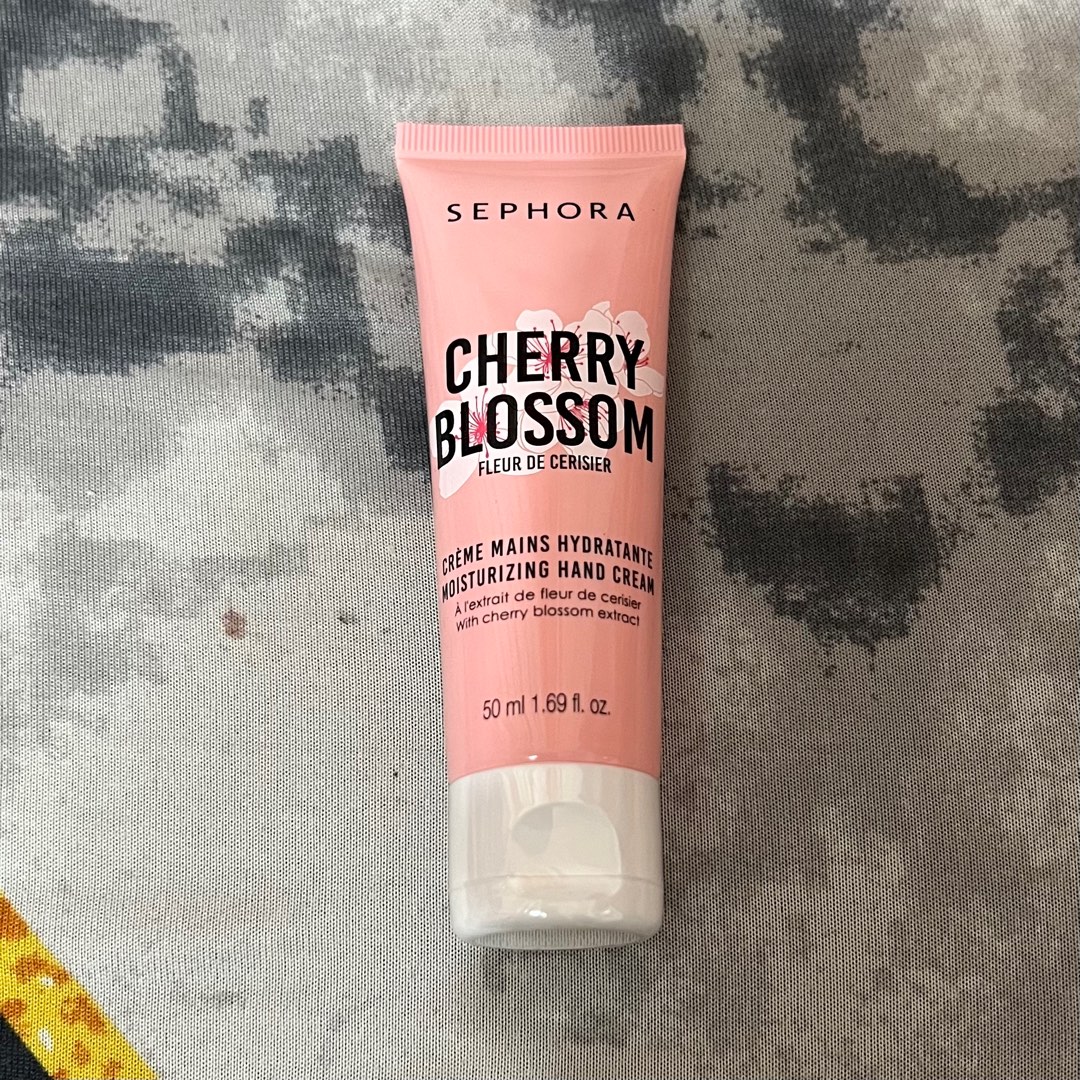 SEPHORA
CHERRY
BLOSSOM
FLEUR DE CERISIER
CRÈME MAINS HYDRATANTE
MOISTURIZING HAND CREAM
À l'extrait de fleur de cerisier
With cherry blossom extract
50 ml 1.69 fl. oz.